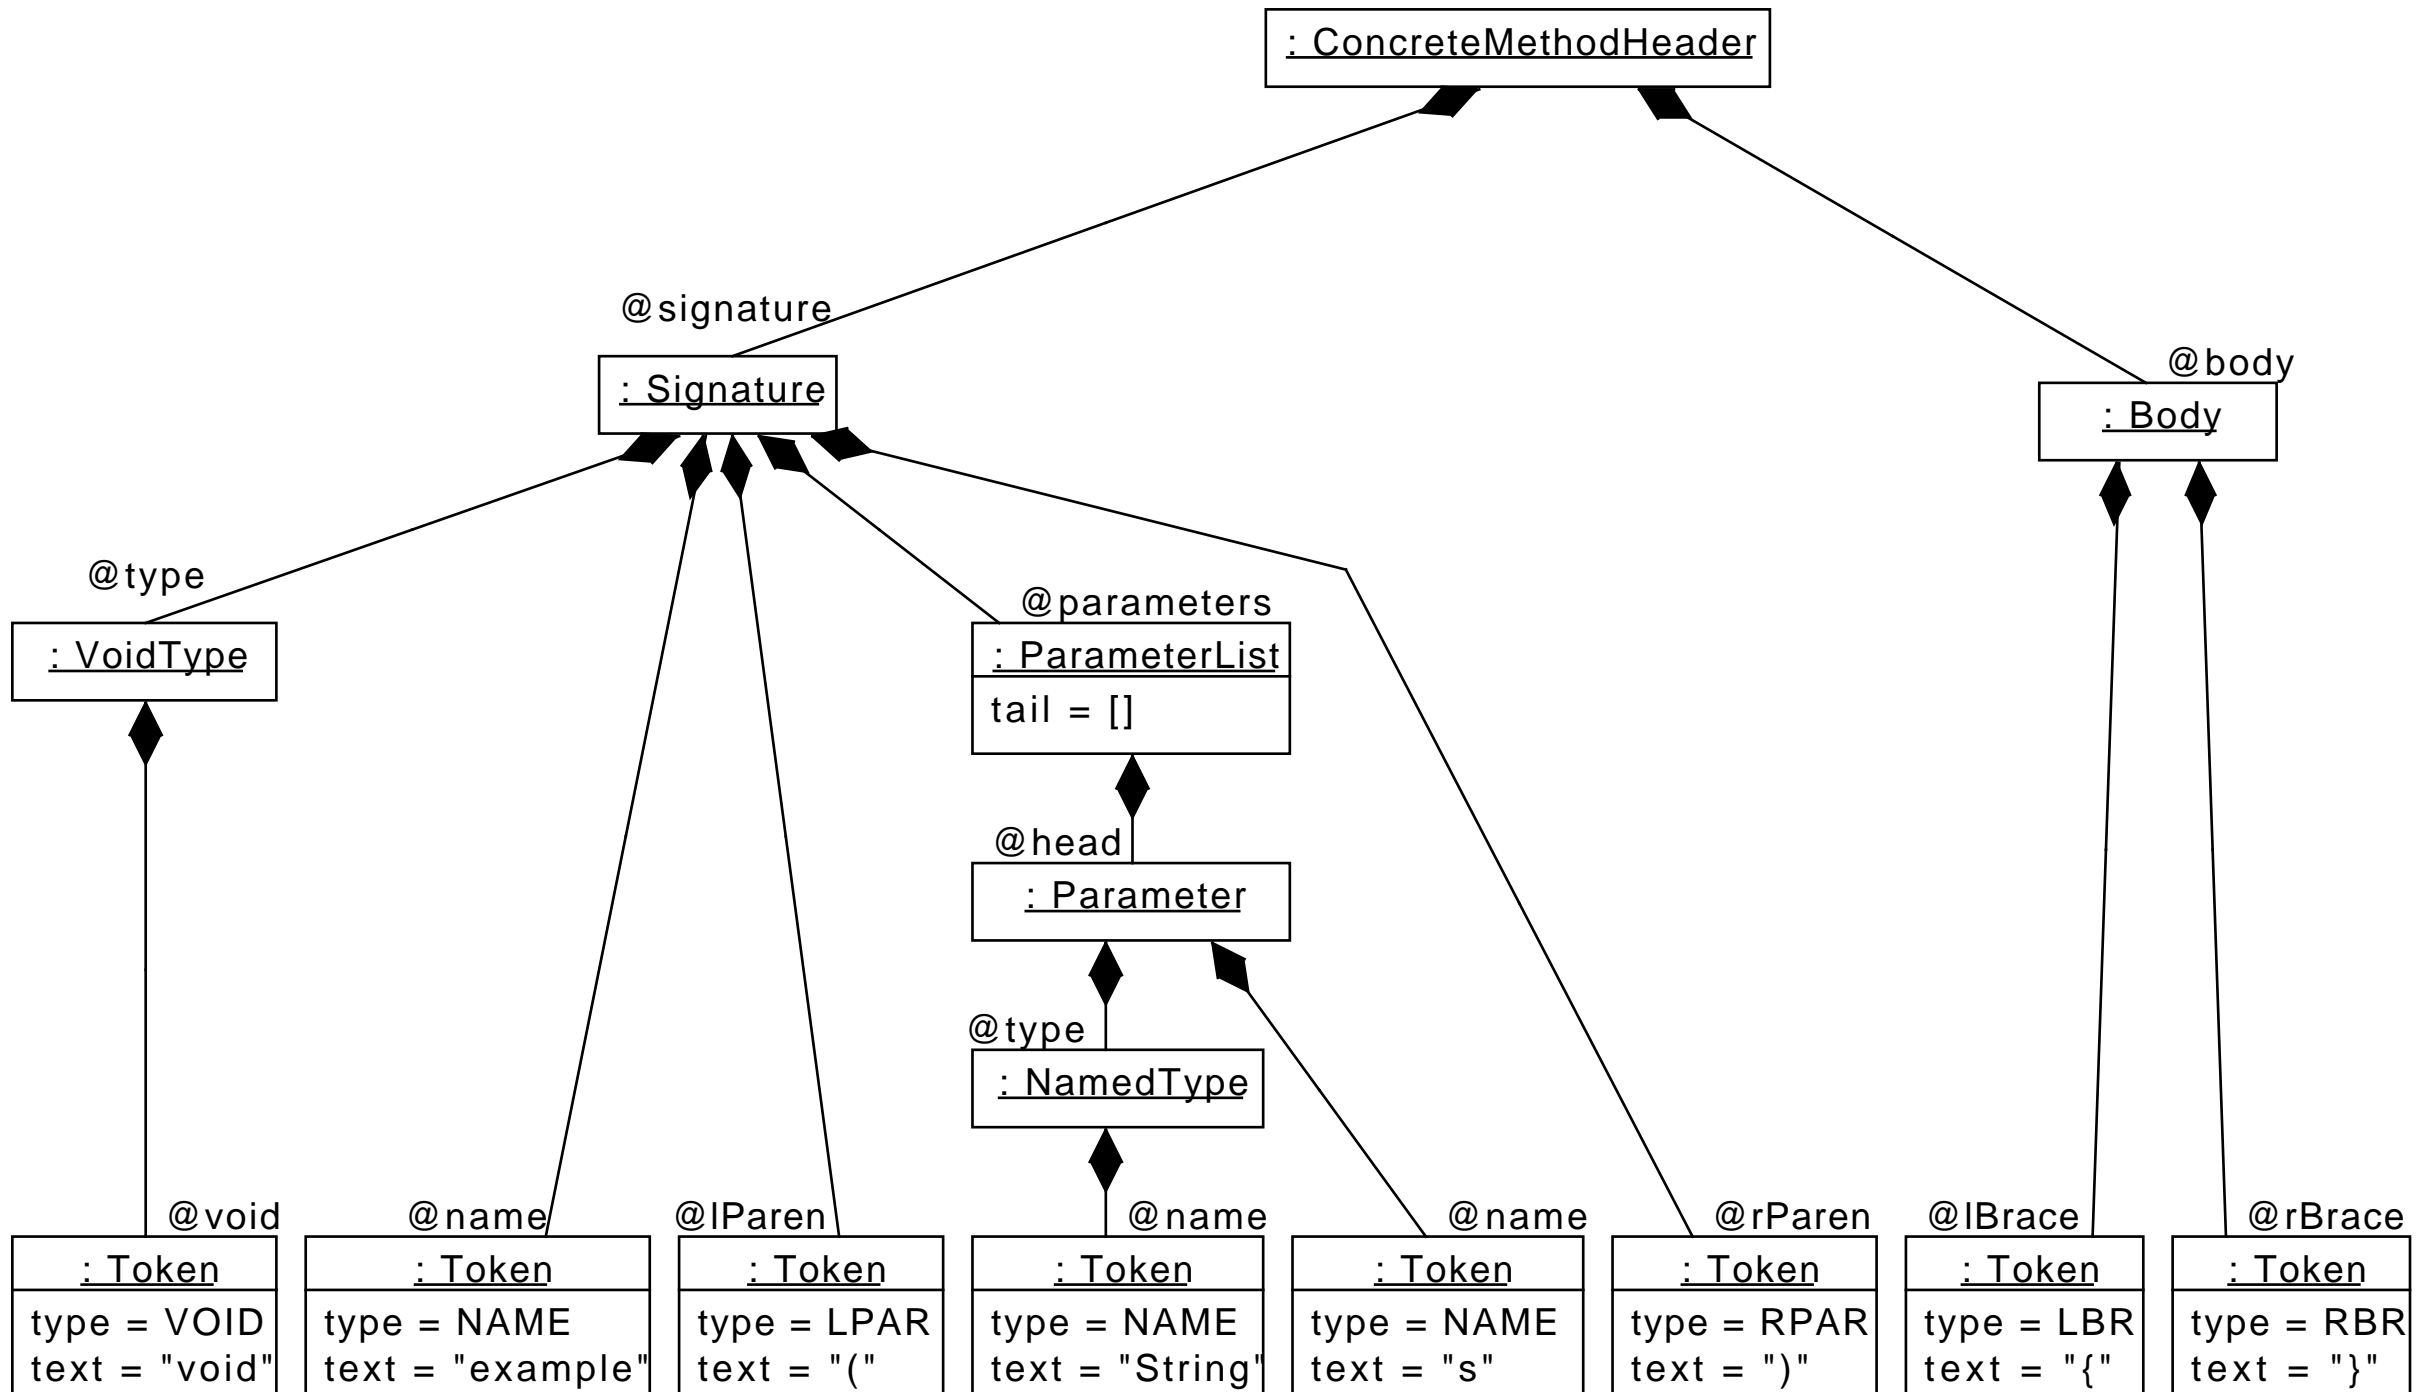 : ConcreteMethodHeader
@signature
: Signature
@body
: Body
@type
: VoidType
@parameters
: ParameterList
tail = []
@head
: Parameter
@type
: NamedType
@void
: Token
type = VOID
text = "void"
@name
: Token
type = NAME
text = "example"
@lParen
: Token
type = LPAR
text = "("
@name
: Token
type = NAME
text = "String"
@name
: Token
type = NAME
text = "s"
@rParen
: Token
type = RPAR
text = ")"
@lBrace
: Token
type = LBR
text = "{"
@rBrace
: Token
type = RBR
text = "}"